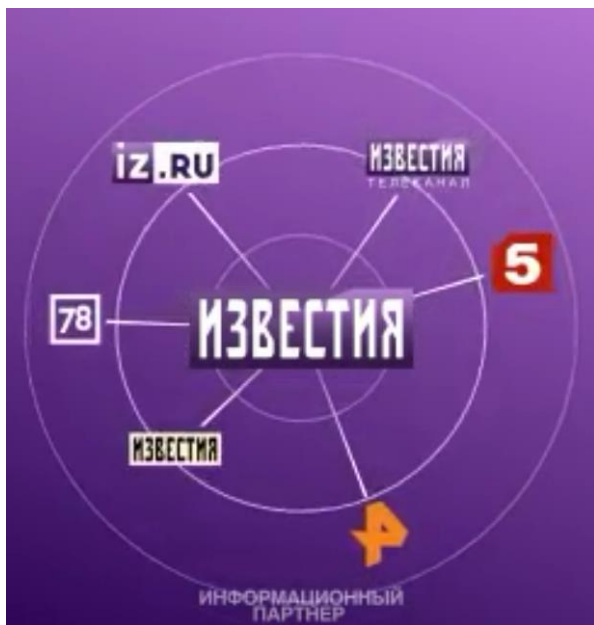 iz.RU
ИЗВЕСТИЯ
ТЕЛЕКАНАЛ
5
78
ИЗВЕСТИЯ
ИЗВЕСТИЯ
ИНФОРМАЦИОННЫЙ
ПАРТНЕР